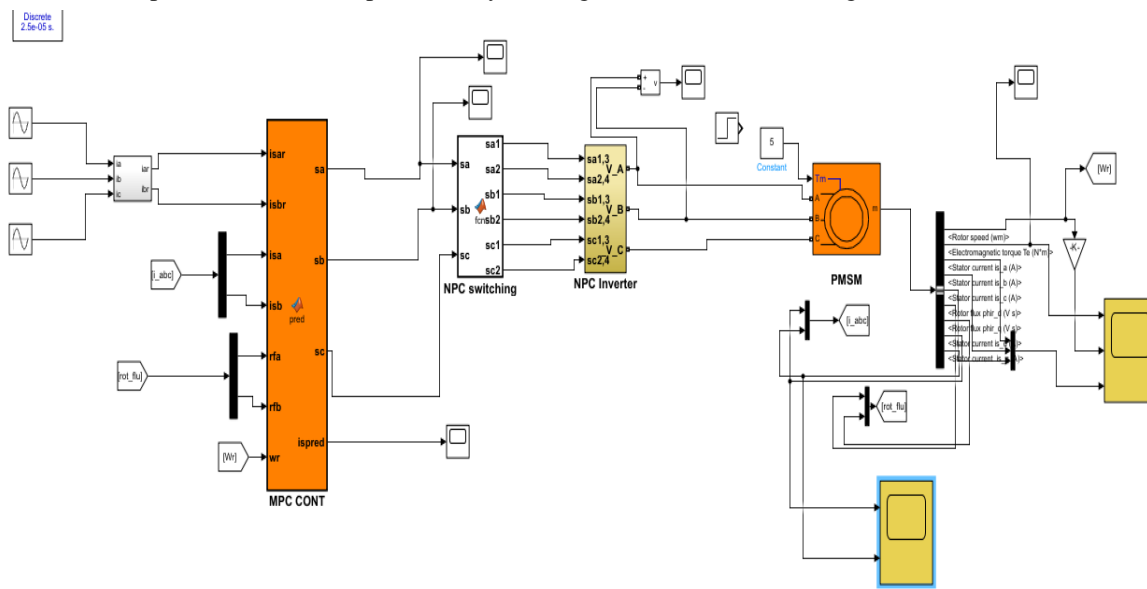 Discrete
2.5e-05 s.
ia
ib
ic
iar
ibr
[i_abc]
[rot_flu]
[Wr]
isar
isbr
isa
isb
rfa
rfb
wr
sa
sb
sc
ispred
pred
MPC CONT
sa
sb
sc
fcn
sa1
sa2
sb1
sb2
sc1
sc2
NPC switching
sa1,3
sa2,4
sb1,3
sb2,4
sc1,3
sc2,4
V_A
V_B
V_C
NPC Inverter
+
-
v
5
Constant
Tm
A
B
C
m
PMSM
[Wr]
-K-
<Rotor speed (wm)>
<Electromagnetic torque Te (N*m)>
<Stator current is_a (A)>
<Stator current is_b (A)>
<Stator current is_c (A)>
<Rotor flux phir_d (V s)>
<Rotor flux phir_q (V s)>
<Stator current
<Stator current
[i_abc]
[rot_flu]